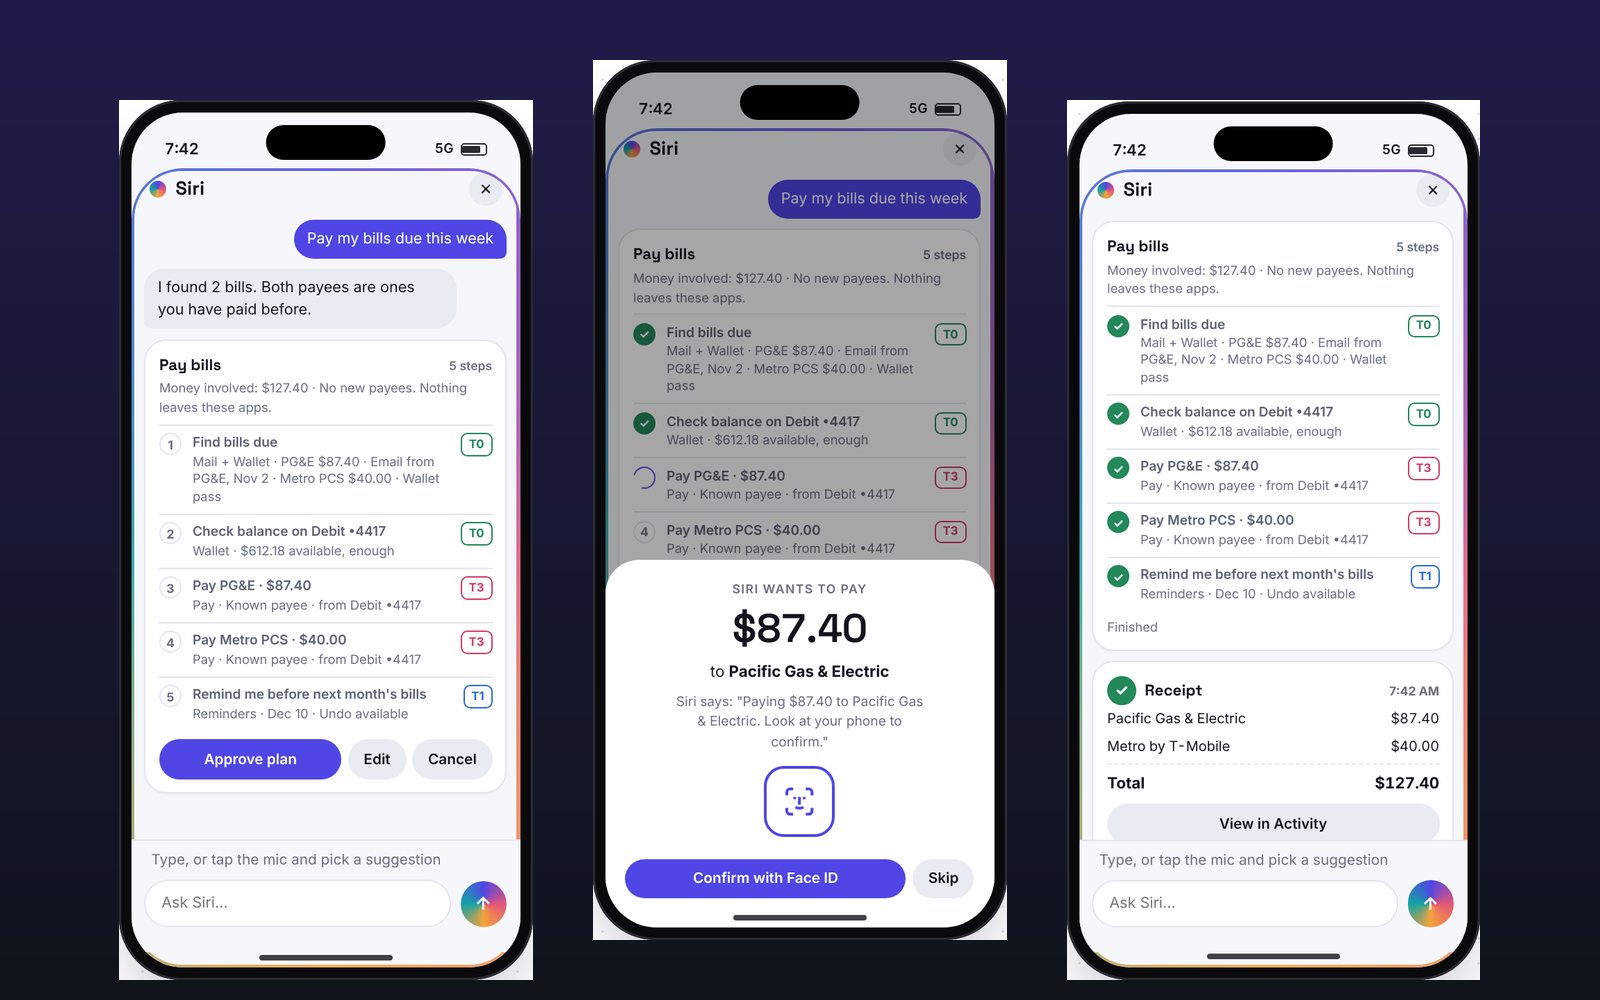 7:42
5G
Siri
Pay my bills due this week
I found 2 bills. Both payees are ones
you have paid before.
Pay bills
5 steps
Money involved: $127.40 · No new payees. Nothing
leaves these apps.
1
Find bills due
T0
Mail + Wallet · PG&E $87.40 · Email from
PG&E, Nov 2 · Metro PCS $40.00 · Wallet
pass
2
Check balance on Debit •4417
T0
Wallet · $612.18 available, enough
3
Pay PG&E · $87.40
T3
Pay · Known payee · from Debit •4417
4
Pay Metro PCS · $40.00
T3
Pay · Known payee · from Debit •4417
5
Remind me before next month's bills
T1
Reminders · Dec 10 · Undo available
Approve plan
Edit
Cancel
Type, or tap the mic and pick a suggestion
Ask Siri...
7:42
5G
Siri
Pay my bills due this week
Pay bills
5 steps
Money involved: $127.40 · No new payees. Nothing
leaves these apps.
Find bills due
T0
Mail + Wallet · PG&E $87.40 · Email from
PG&E, Nov 2 · Metro PCS $40.00 · Wallet
pass
Check balance on Debit •4417
T0
Wallet · $612.18 available, enough
Pay PG&E · $87.40
T3
Pay · Known payee · from Debit •4417
4
Pay Metro PCS · $40.00
T3
Pay · Known payee · from Debit •4417
SIRI WANTS TO PAY
$87.40
to Pacific Gas & Electric
Siri says: "Paying $87.40 to Pacific Gas
& Electric. Look at your phone to
confirm."
Confirm with Face ID
Skip
7:42
5G
Siri
Pay bills
5 steps
Money involved: $127.40 · No new payees. Nothing
leaves these apps.
Find bills due
T0
Mail + Wallet · PG&E $87.40 · Email from
PG&E, Nov 2 · Metro PCS $40.00 · Wallet
pass
Check balance on Debit •4417
T0
Wallet · $612.18 available, enough
Pay PG&E · $87.40
T3
Pay · Known payee · from Debit •4417
Pay Metro PCS · $40.00
T3
Pay · Known payee · from Debit •4417
Remind me before next month's bills
T1
Reminders · Dec 10 · Undo available
Finished
Receipt
7:42 AM
Pacific Gas & Electric
$87.40
Metro by T-Mobile
$40.00
Total
$127.40
View in Activity
Type, or tap the mic and pick a suggestion
Ask Siri...